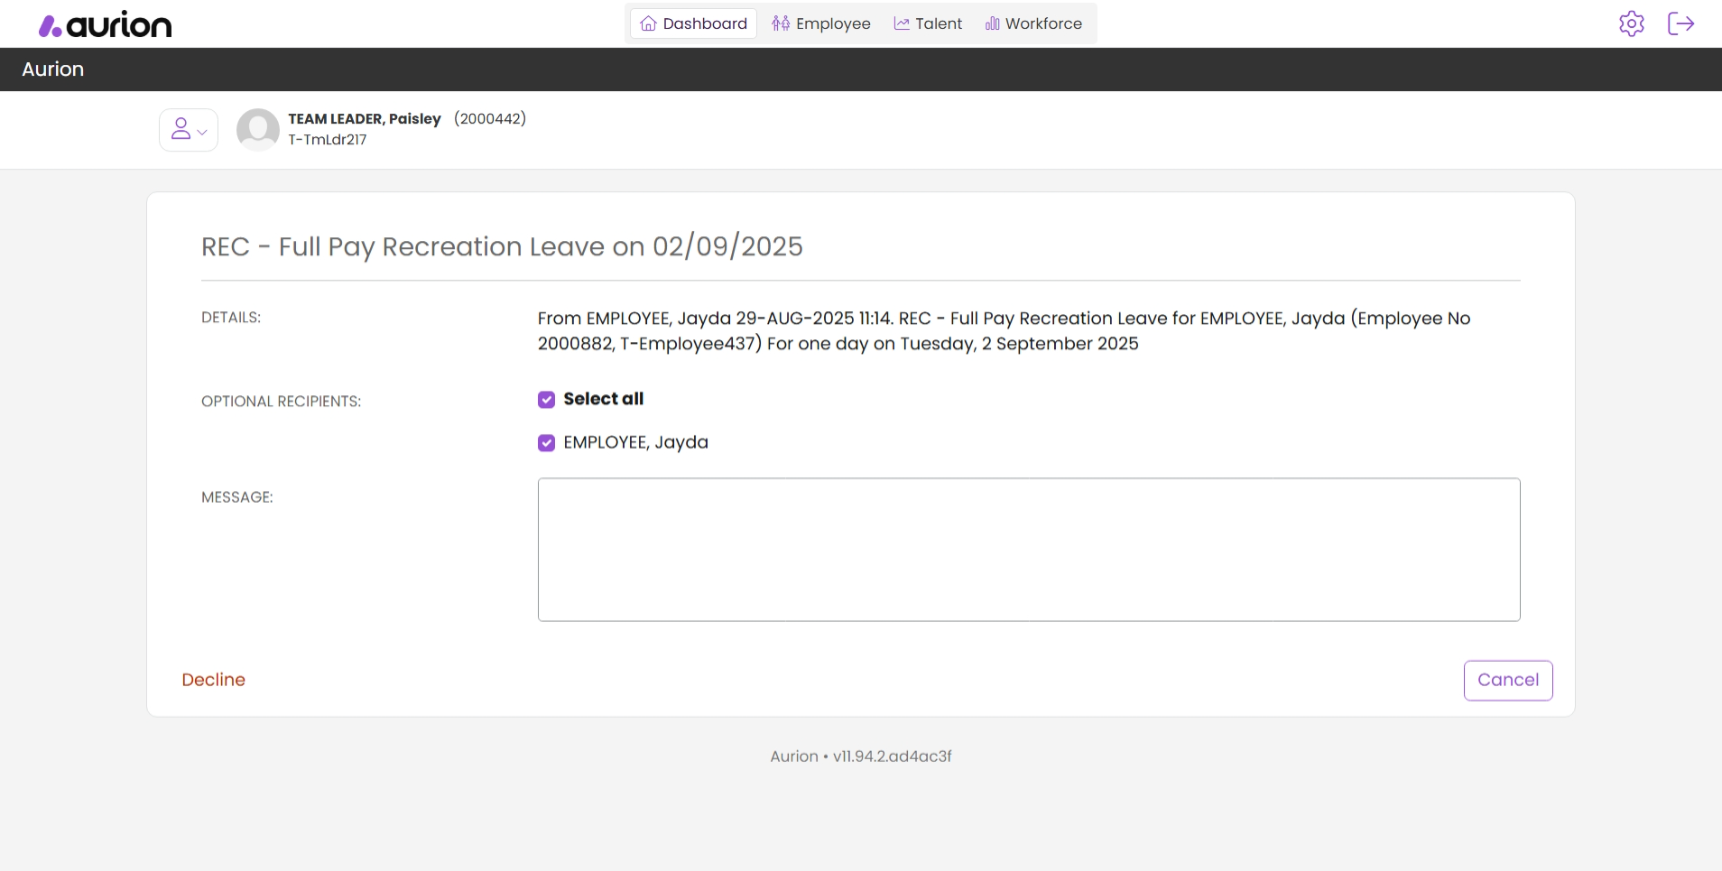 aurion
Dashboard
Employee
Talent
Workforce
Aurion
TEAM LEADER, Paisley (2000442)
T-TmLdr217
REC - Full Pay Recreation Leave on 02/09/2025
DETAILS:
From EMPLOYEE, Jayda 29-AUG-2025 11:14. REC - Full Pay Recreation Leave for EMPLOYEE, Jayda (Employee No
2000882, T-Employee437) For one day on Tuesday, 2 September 2025
OPTIONAL RECIPIENTS:
Select all
EMPLOYEE, Jayda
MESSAGE:
Decline
Cancel
Aurion • v11.94.2.ad4ac3f